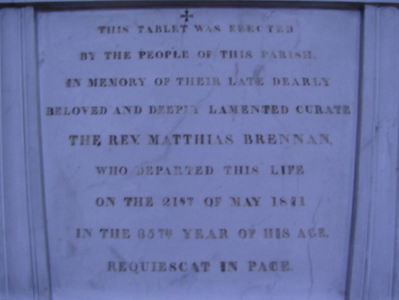 THIS TABLET WAS ERECTED
BY THE PEOPLE OF THIS PARISH,
IN MEMORY OF THEIR LATE DEARLY
BELOVED AND DEEPLY LAMENTED CURATE
THE REV. MATTHIAS BRENNAN,
WHO DEPARTED THIS LIFE
ON THE 21ST OF MAY
IN THE YEAR OF HIS AGE,
REQUIESCAT IN PACE.